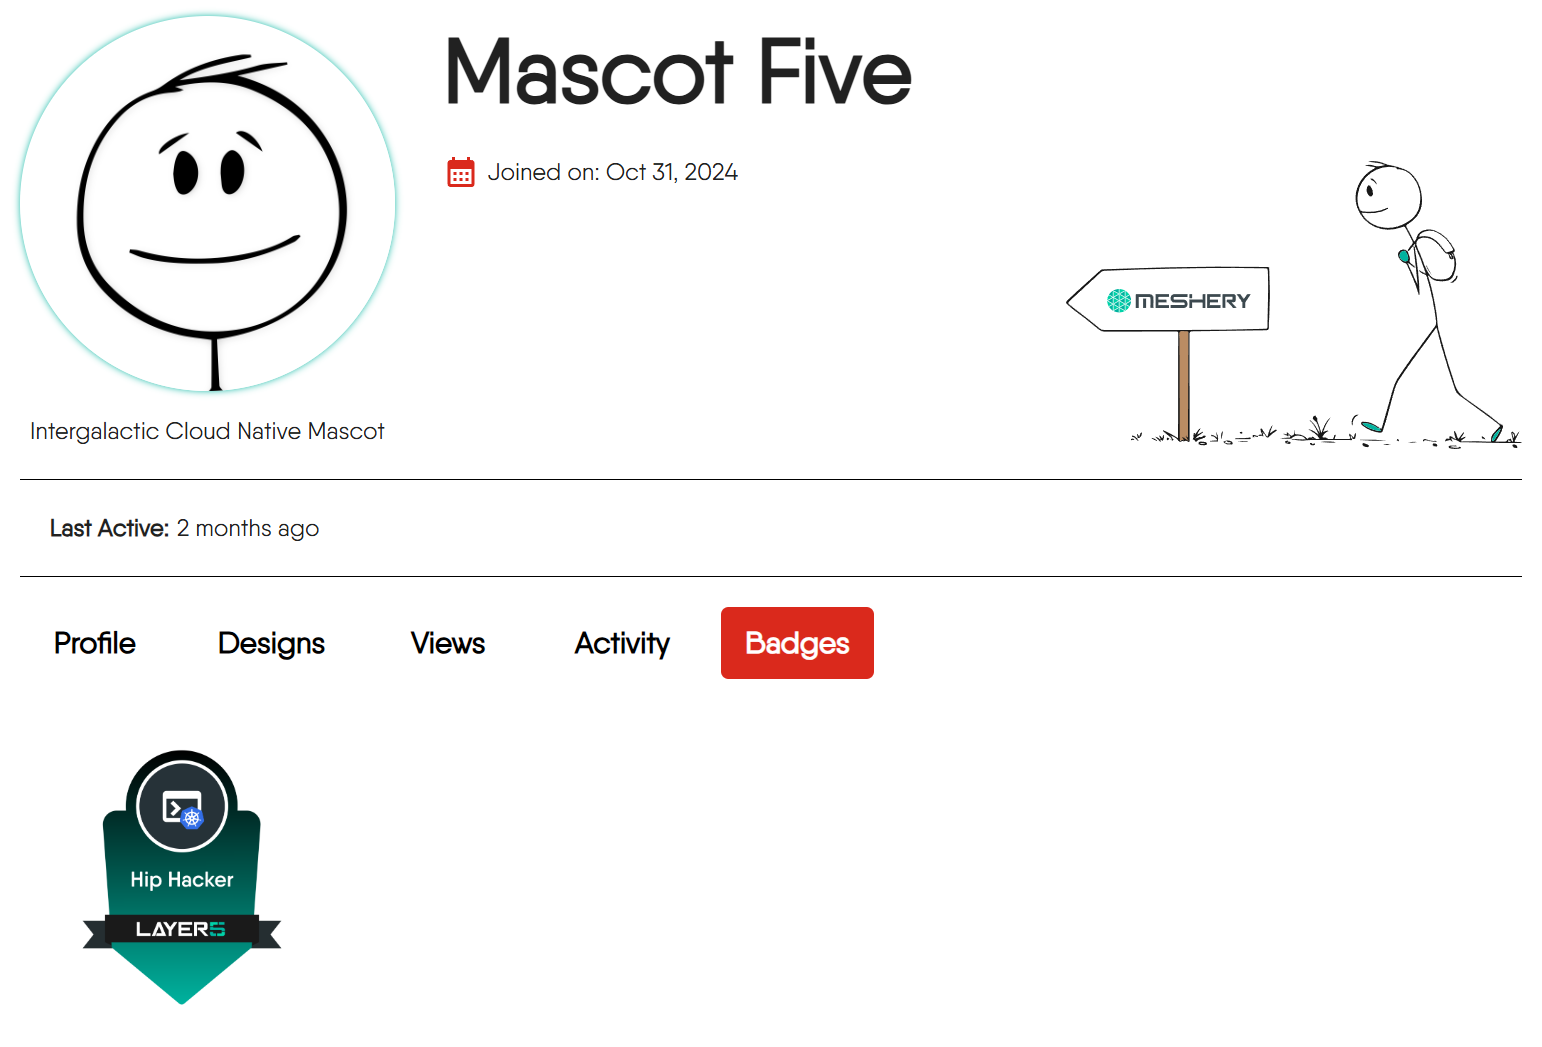 Mascot Five
Joined on: Oct 31, 2024
MESHERY
Intergalactic Cloud Native Mascot
Last Active: 2 months ago
Profile Designs Views Activity Badges
Hip Hacker
LAYER5